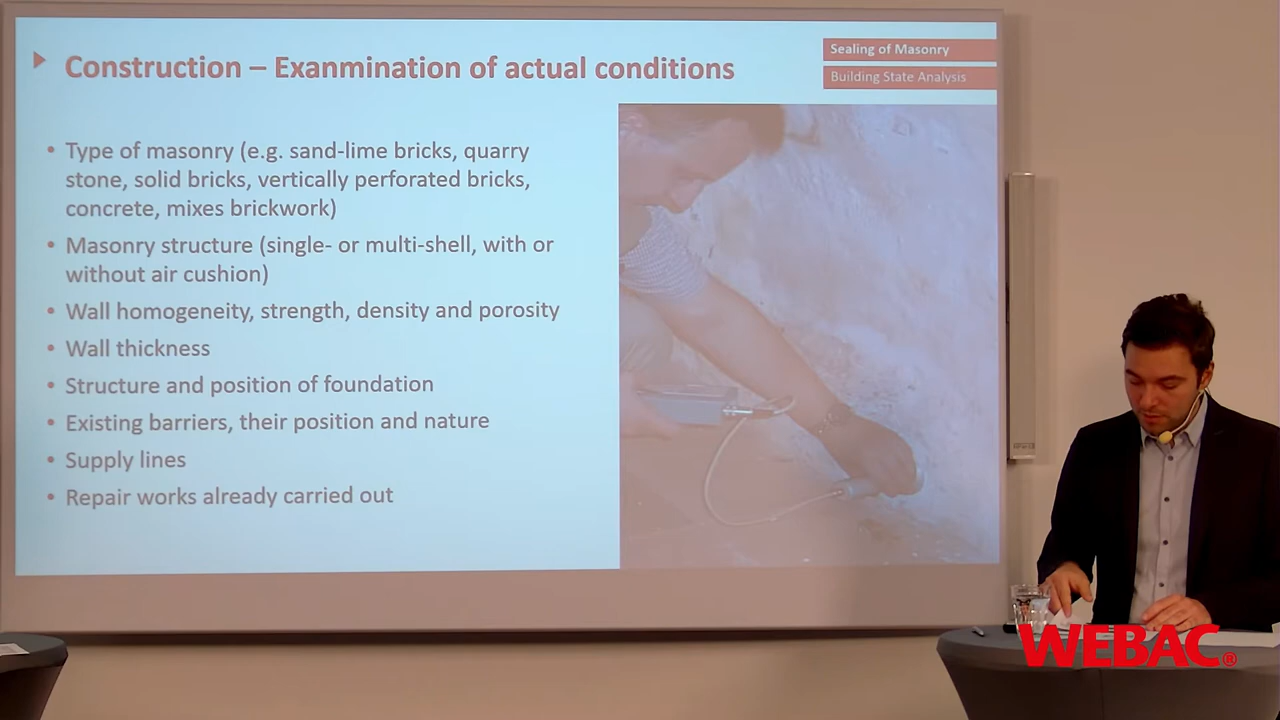 Construction – Exanmination of actual conditions
Sealing of Masonry
Building State Analysis
• Type of masonry (e.g. sand-lime bricks, quarry
stone, solid bricks, vertically perforated bricks,
concrete, mixes brickwork)
• Masonry structure (single- or multi-shell, with or
without air cushion)
• Wall homogeneity, strength, density and porosity
• Wall thickness
• Structure and position of foundation
• Existing barriers, their position and nature
• Supply lines
• Repair works already carried out
WEBAC®